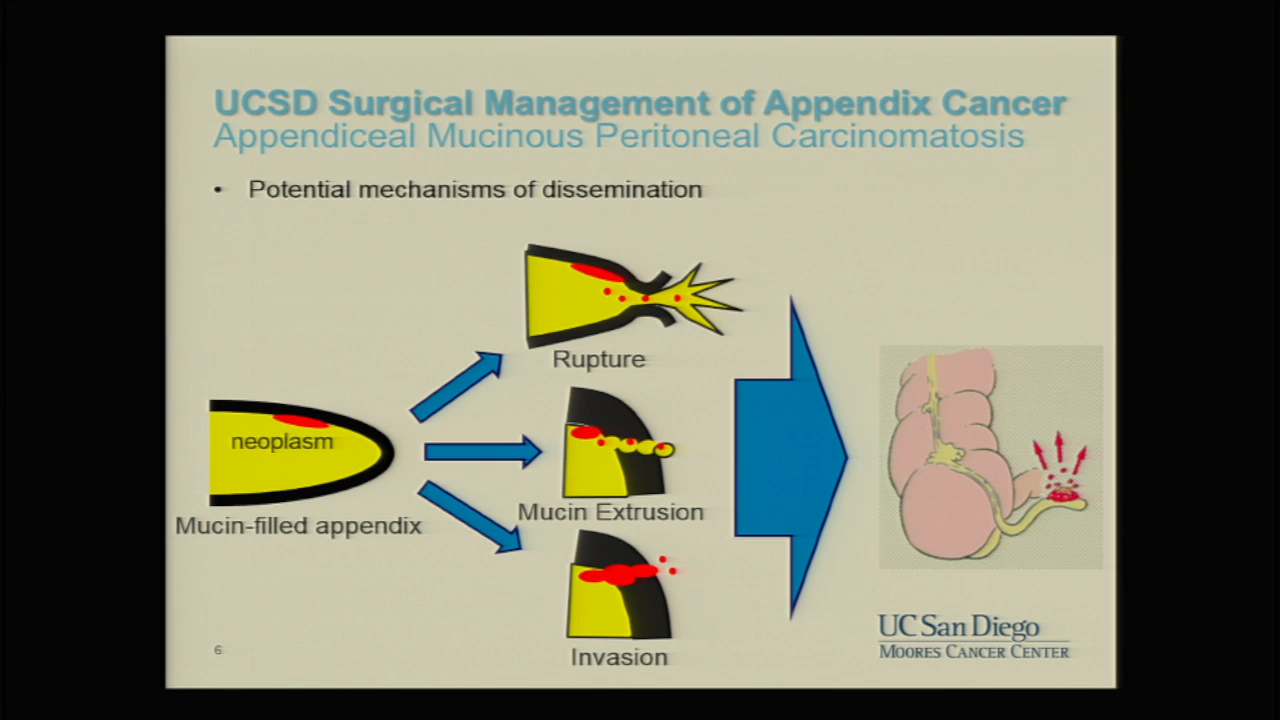 UCSD Surgical Management of Appendix Cancer
Appendiceal Mucinous Peritoneal Carcinomatosis
• Potential mechanisms of dissemination
Rupture
neoplasm
Mucin-filled appendix
Mucin Extrusion
Invasion
UC San Diego
MOORES CANCER CENTER
6